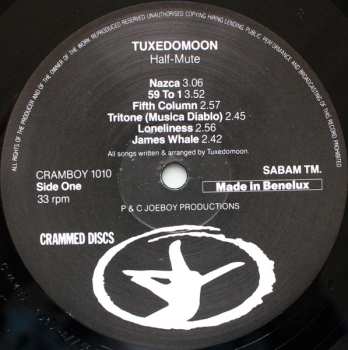 ALL RIGHTS OF THE PRODUCER AND OF THE OWNER OF THE WORK REPRODUCED RESERVED UNAUTHORISED COPYING HIRING LENDING PUBLIC PERFORMANCE AND BROADCASTING OF THIS RECORD PROHIBITED
TUXEDOMOON
Half-Mute
Nazca 3.06
59 To 1 3.52
Fifth Column 2.57
Tritone (Musica Diablo) 2.45
Loneliness 2.56
James Whale 2.42
All songs written & arranged by Tuxedomoon.
CRAMBOY 1010
SABAM TM.
Side One
Made in Benelux
33 rpm
P & C JOEBOY PRODUCTIONS
CRAMMED DISCS